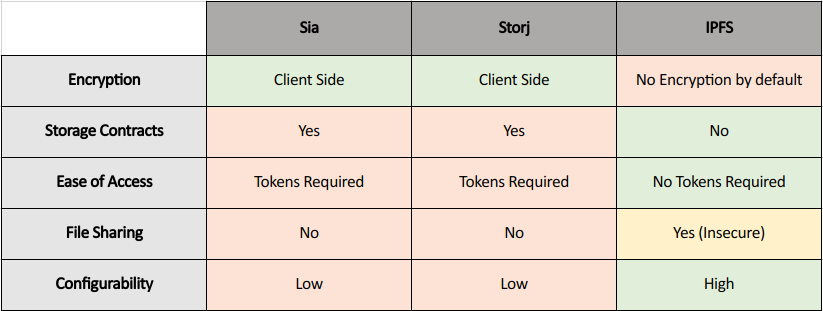 Sia Storj IPFS
Encryption Client Side Client Side No Encryption by default
Storage Contracts Yes Yes No
Ease of Access Tokens Required Tokens Required No Tokens Required
File Sharing No No Yes (Insecure)
Configurability Low Low High